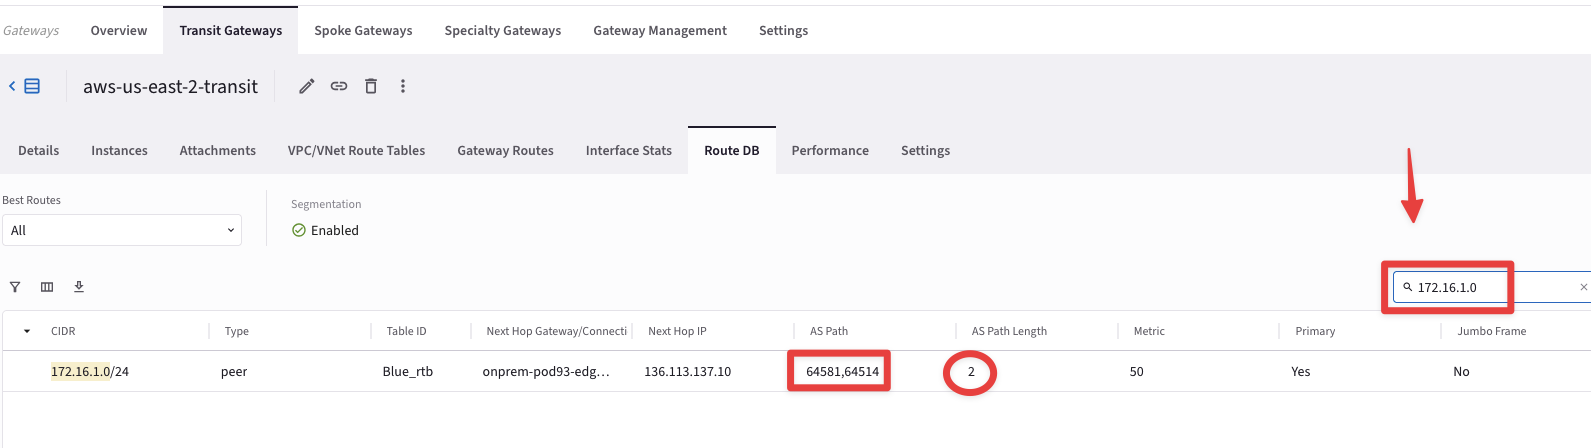 Gateways Overview Transit Gateways Spoke Gateways Specialty Gateways Gateway Management Settings
aws-us-east-2-transit
Details Instances Attachments VPC/VNet Route Tables Gateway Routes Interface Stats Route DB Performance Settings
Best Routes
Segmentation
All
Enabled
172.16.1.0
CIDR Type Table ID Next Hop Gateway/Connecti Next Hop IP AS Path AS Path Length Metric Primary Jumbo Frame
172.16.1.0/24 peer Blue_rtb onprem-pod93-edg... 136.113.137.10 64581,64514 2 50 Yes No